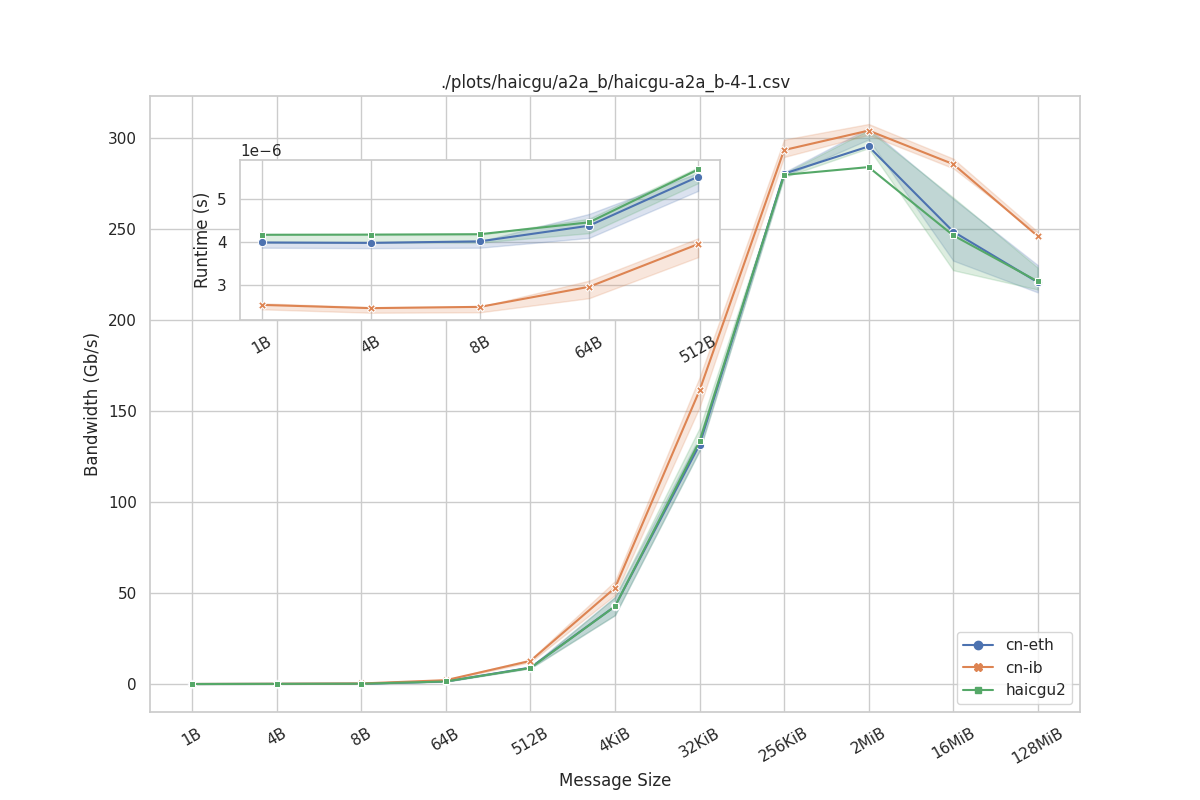 ./plots/haicgu/a2a_b/haicgu-a2a_b-4-1.csv
300
250
200
150
100
50
0
Bandwidth (Gb/s)
1e−6
5
4
3
Runtime (s)
1B 4B 8B 64B 512B
cn-eth
cn-ib
haicgu2
1B 4B 8B 64B 512B 4KiB 32KiB 256KiB 2MiB 16MiB 128MiB
Message Size